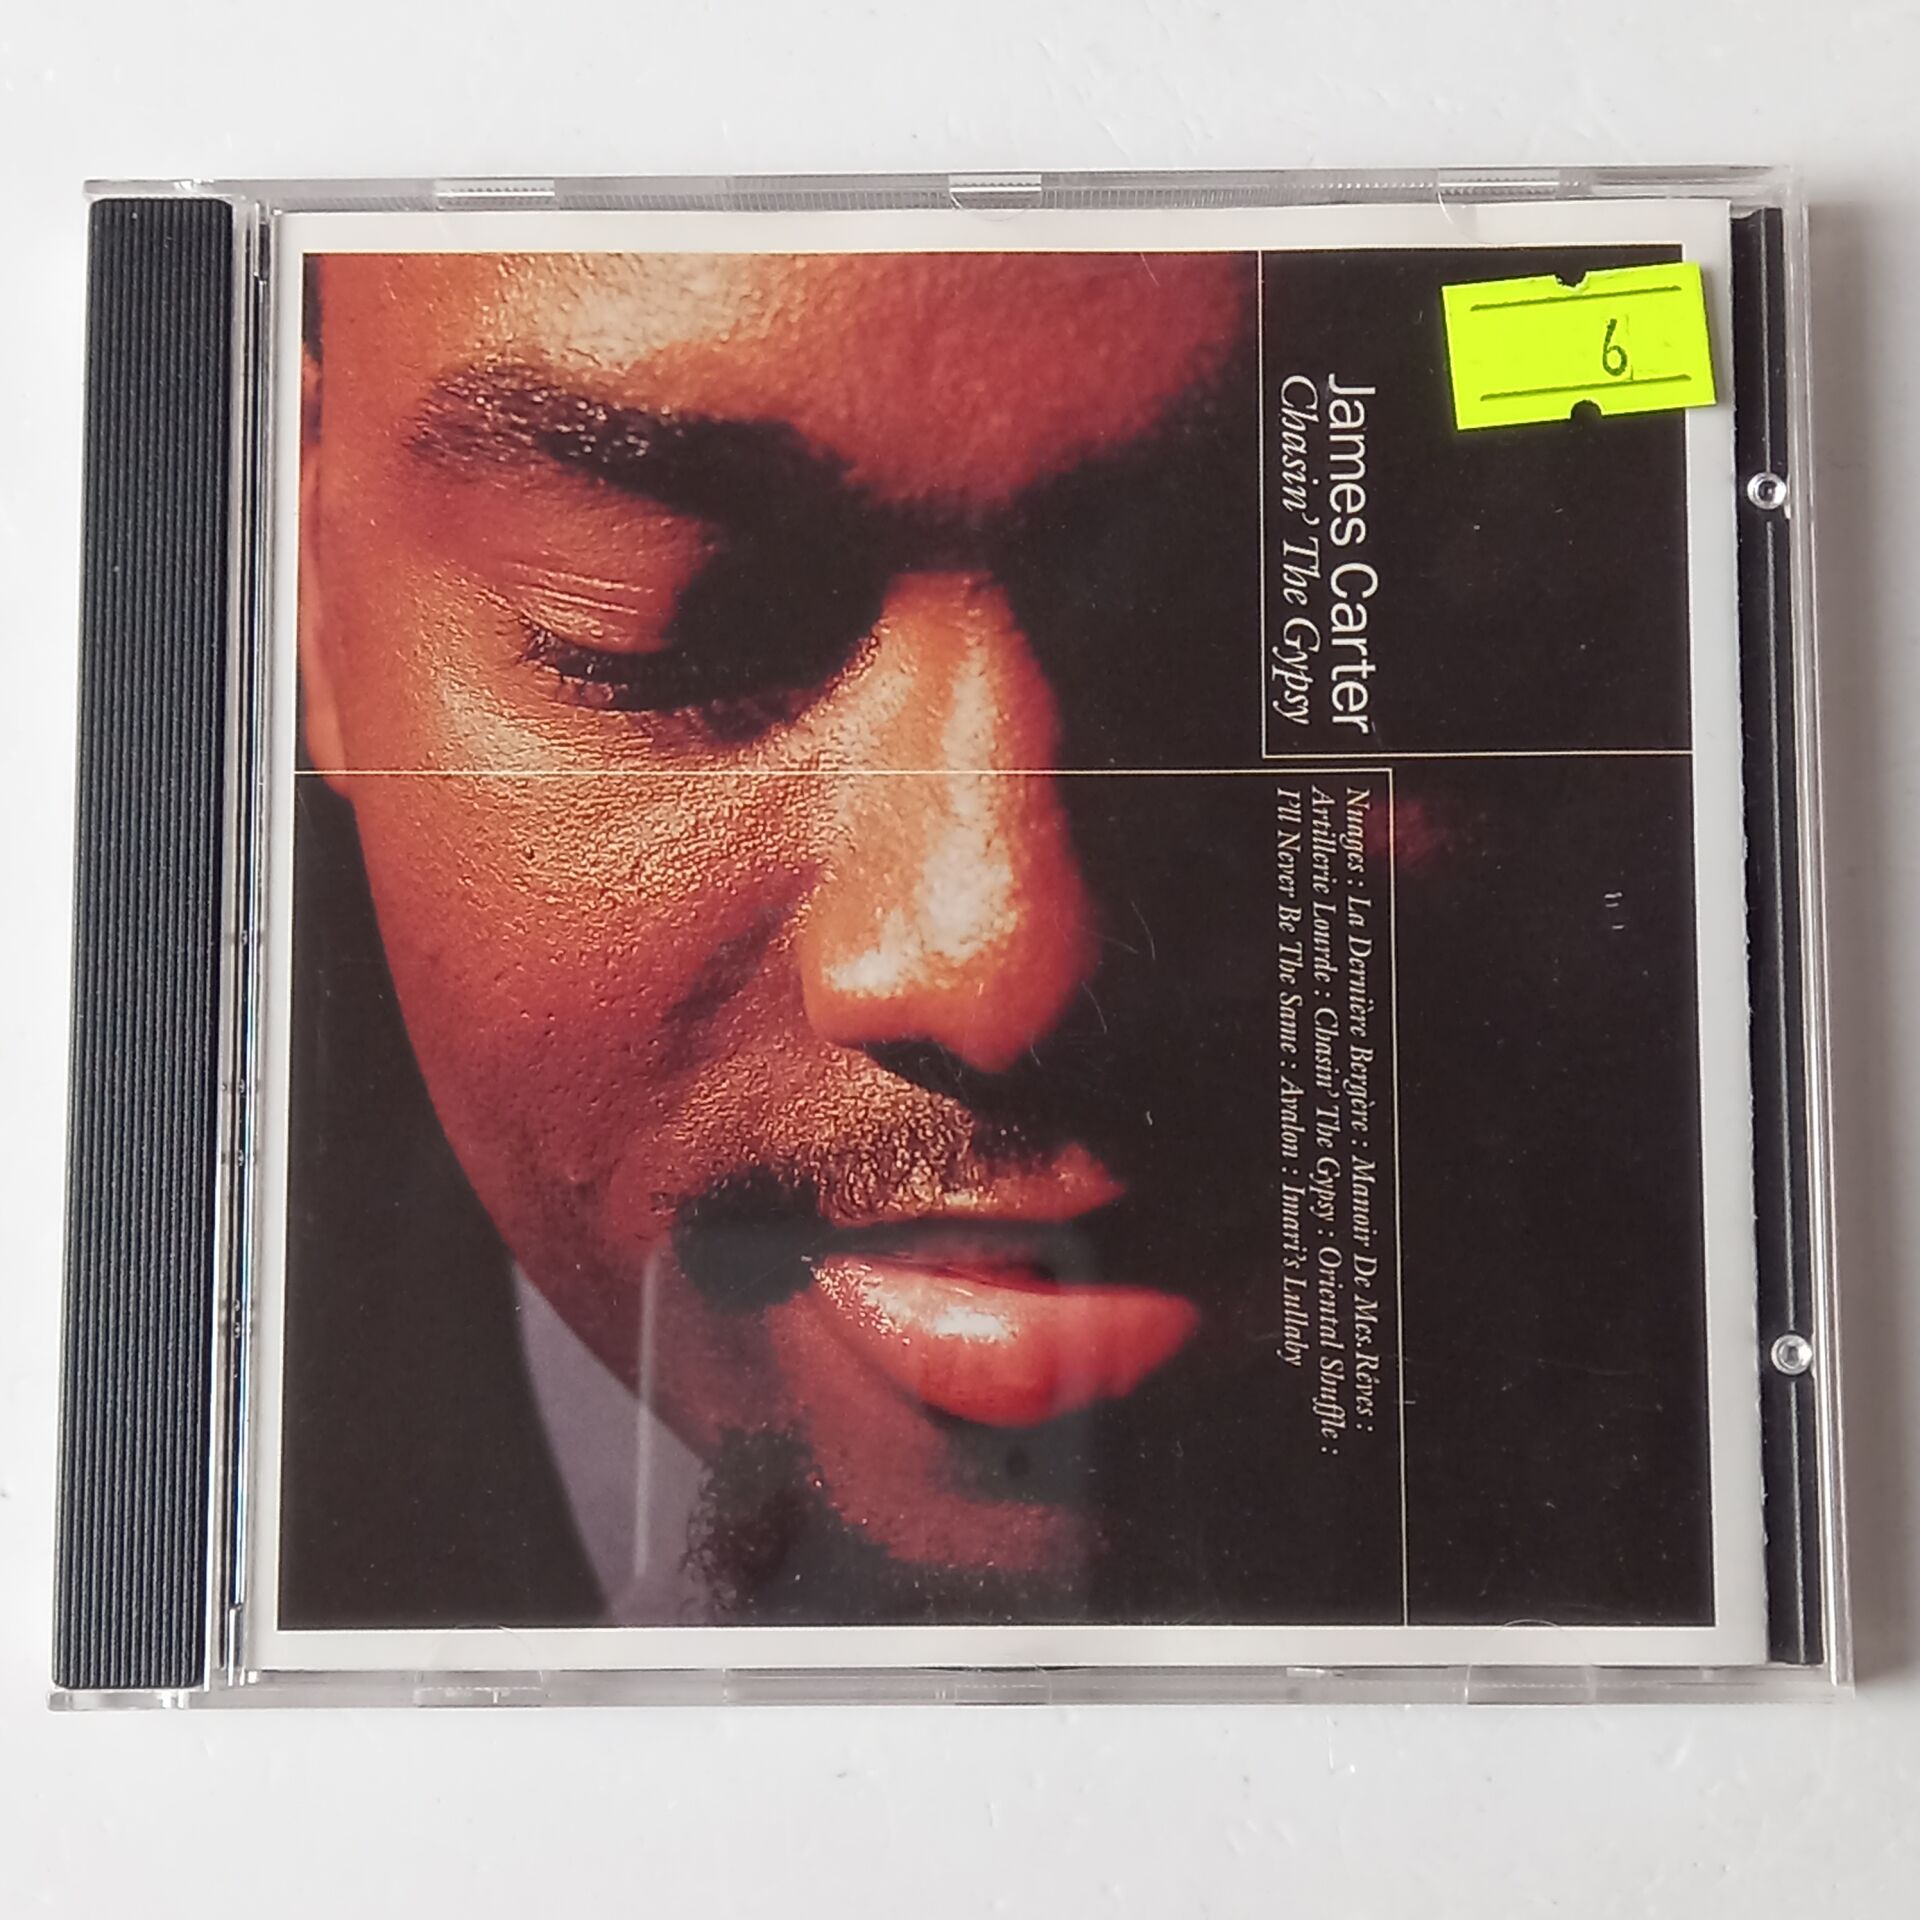 6
James Carter
Chasin' The Gypsy
Nuages : La Dernière Bergère : Manoir De Mes.Rêves :
Artillerie Lourde : Chasin' The Gypsy : Oriental Shuffle :
I'll Never Be The Same : Avalon : Imari's Lullaby